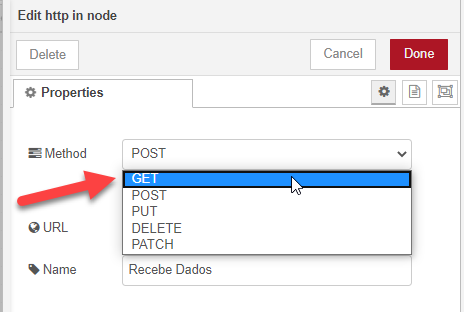 Edit http in node
Delete
Cancel
Done
Properties
Method
POST
GET
POST
PUT
DELETE
PATCH
URL
Name
Recebe Dados